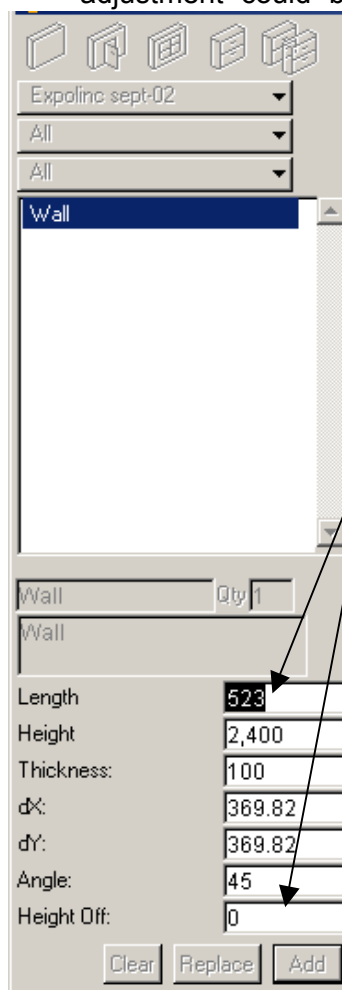 adjustment could b
Expolinc sept-02
All
All
Wall
Wall Qty 1
Wall
Length 523
Height 2,400
Thickness: 100
dX: 369.82
dY: 369.82
Angle: 45
Height Off: 0
Clear Replace Add